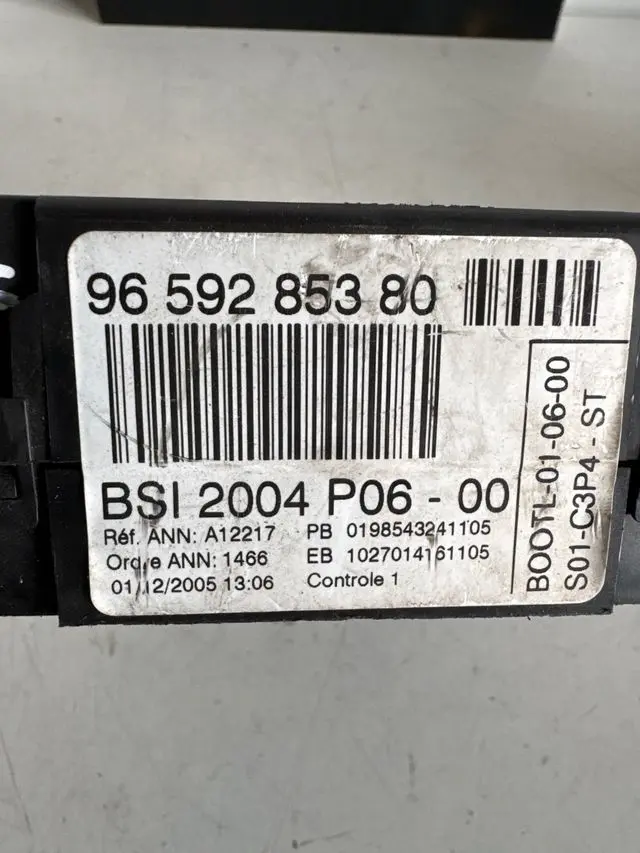 96 592 853 80
BSI 2004 P06 - 00
Réf. ANN: A12217 PB 0198543241105
Ordre ANN: 1466 EB 1027014161105
01/12/2005 13:06 Controle 1
BOOTL-01-06-00
S01-C3P4 - ST